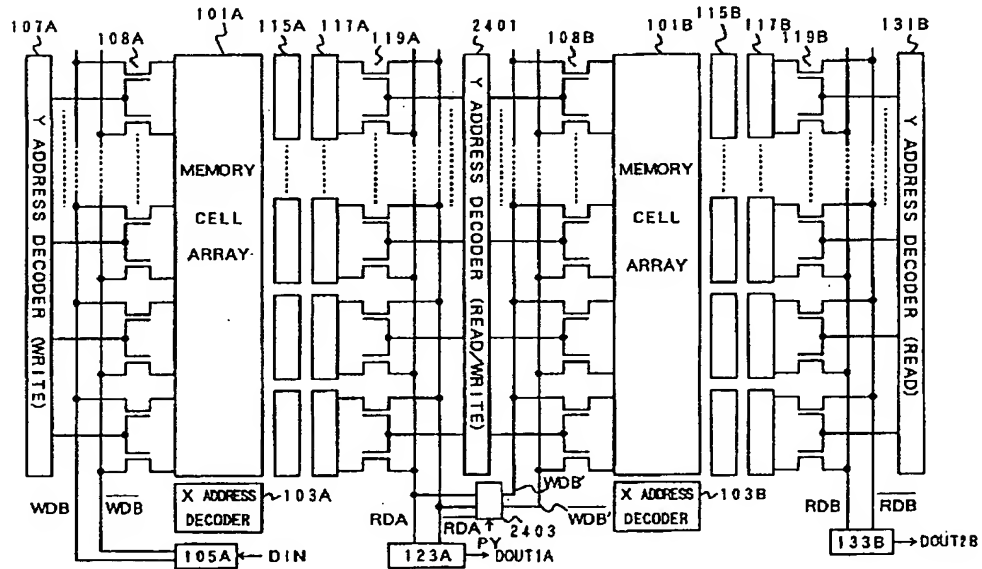 107A
108A
101A
115A
117A
119A
2401
108B
101B
115B
117B
119B
131B
Y ADDRESS DECODER (WRITE)
MEMORY
CELL
ARRAY
Y ADDRESS DECODER (READ/WRITE)
MEMORY
CELL
ARRAY
Y ADDRESS DECODER (READ)
WDB
WDB
X ADDRESS
DECODER
103A
RDA
RDA
PY
2403
WDB'
WDB'
X ADDRESS
DECODER
103B
RDB
RDB
105A
DIN
123A
DOUT1A
133B
DOUT2B